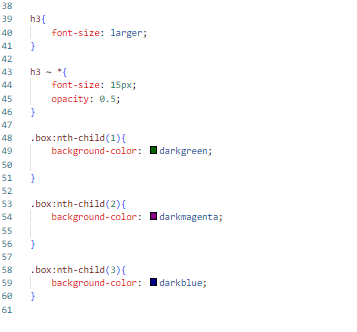 38
39 h3{
40 font-size: larger;
41 }
42
43 h3 ~ *{
44 font-size: 15px;
45 opacity: 0.5;
46 }
47
48 .box:nth-child(1){
49 background-color: darkgreen;
50
51 }
52
53 .box:nth-child(2){
54 background-color: darkmagenta;
55
56 }
57
58 .box:nth-child(3){
59 background-color: darkblue;
60 }
61